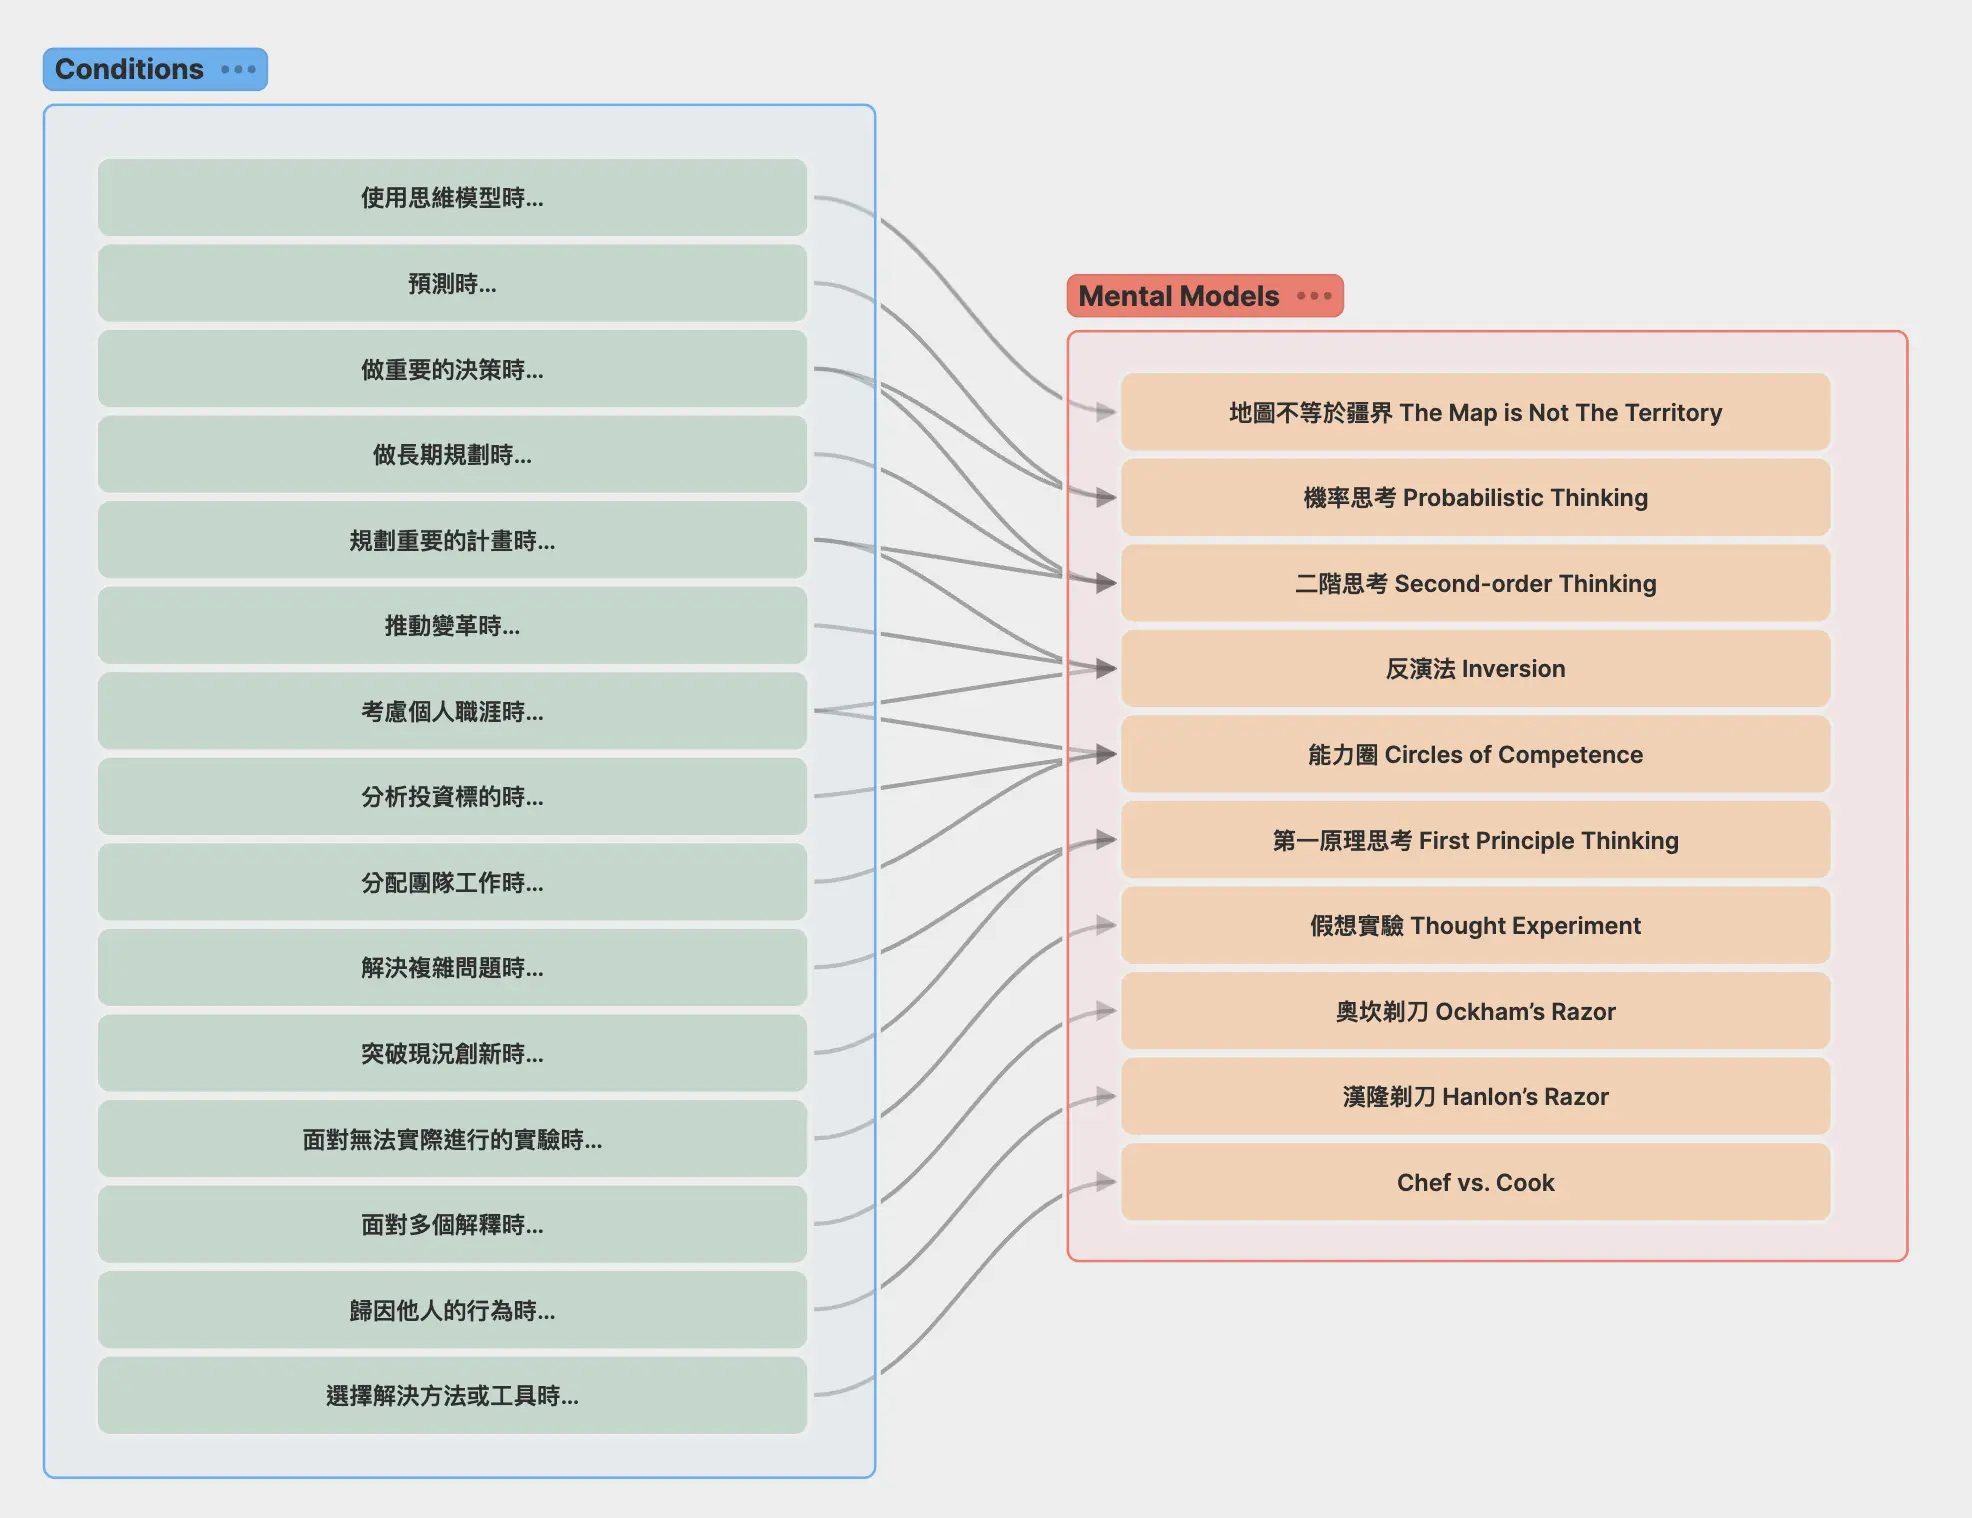 Conditions
使用思維模型時...
預測時...
做重要的決策時...
做長期規劃時...
規劃重要的計畫時...
推動變革時...
考慮個人職涯時...
分析投資標的時...
分配團隊工作時...
解決複雜問題時...
突破現況創新時...
面對無法實際進行的實驗時...
面對多個解釋時...
歸因他人的行為時...
選擇解決方法或工具時...
Mental Models
地圖不等於疆界 The Map is Not The Territory
機率思考 Probabilistic Thinking
二階思考 Second-order Thinking
反演法 Inversion
能力圈 Circles of Competence
第一原理思考 First Principle Thinking
假想實驗 Thought Experiment
奧坎剃刀 Ockham’s Razor
漢隆剃刀 Hanlon’s Razor
Chef vs. Cook